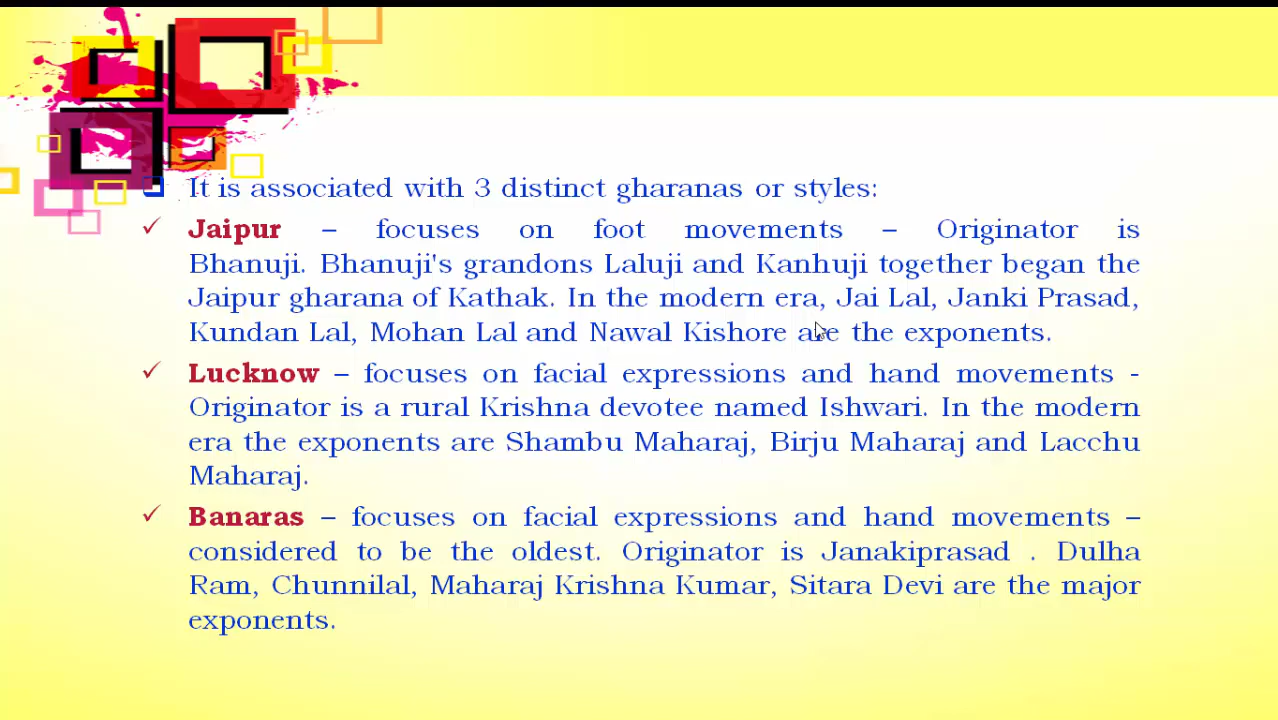 It is associated with 3 distinct gharanas or styles:
Jaipur – focuses on foot movements – Originator is
Bhanuji. Bhanuji's grandons Laluji and Kanhuji together began the
Jaipur gharana of Kathak. In the modern era, Jai Lal, Janki Prasad,
Kundan Lal, Mohan Lal and Nawal Kishore are the exponents.
Lucknow – focuses on facial expressions and hand movements -
Originator is a rural Krishna devotee named Ishwari. In the modern
era the exponents are Shambu Maharaj, Birju Maharaj and Lacchu
Maharaj.
Banaras – focuses on facial expressions and hand movements –
considered to be the oldest. Originator is Janakiprasad . Dulha
Ram, Chunnilal, Maharaj Krishna Kumar, Sitara Devi are the major
exponents.